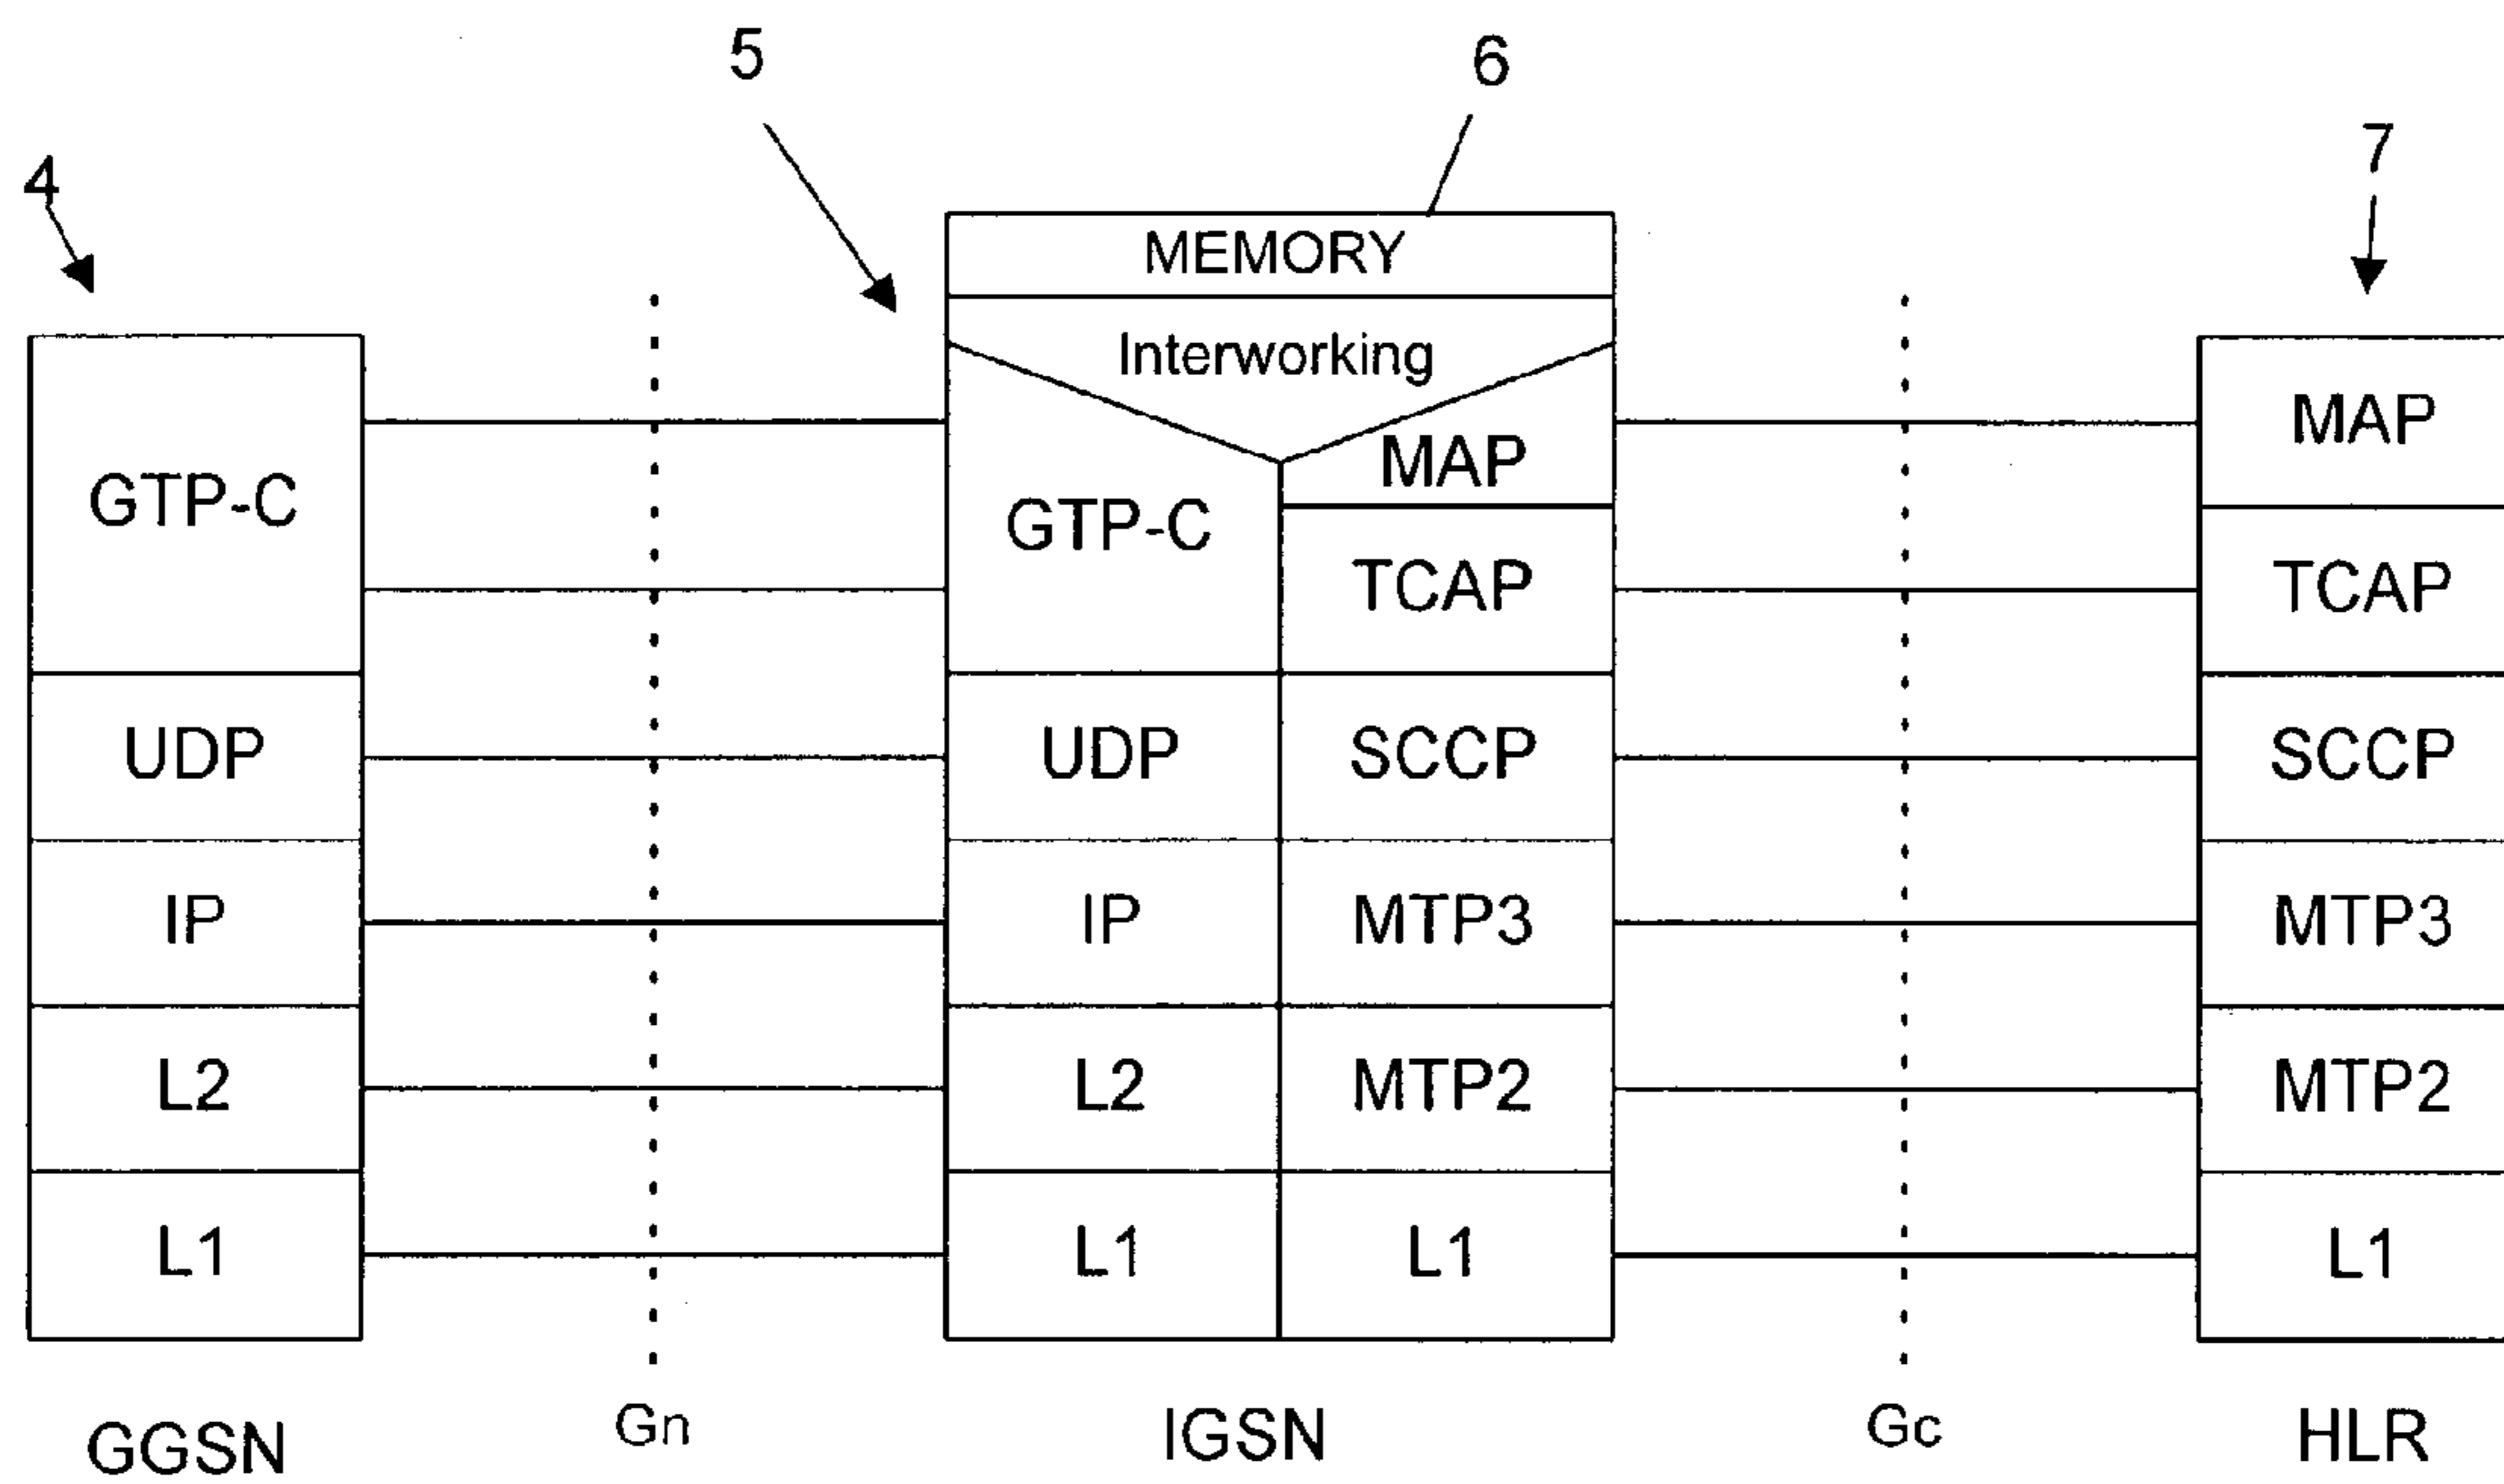 5
6
4
7
MEMORY
Interworking
GTP-C
GTP-C
MAP
MAP
TCAP
TCAP
UDP
UDP
SCCP
SCCP
IP
IP
MTP3
MTP3
L2
L2
MTP2
MTP2
L1
L1
L1
L1
GGSN
Gn
IGSN
Gc
HLR